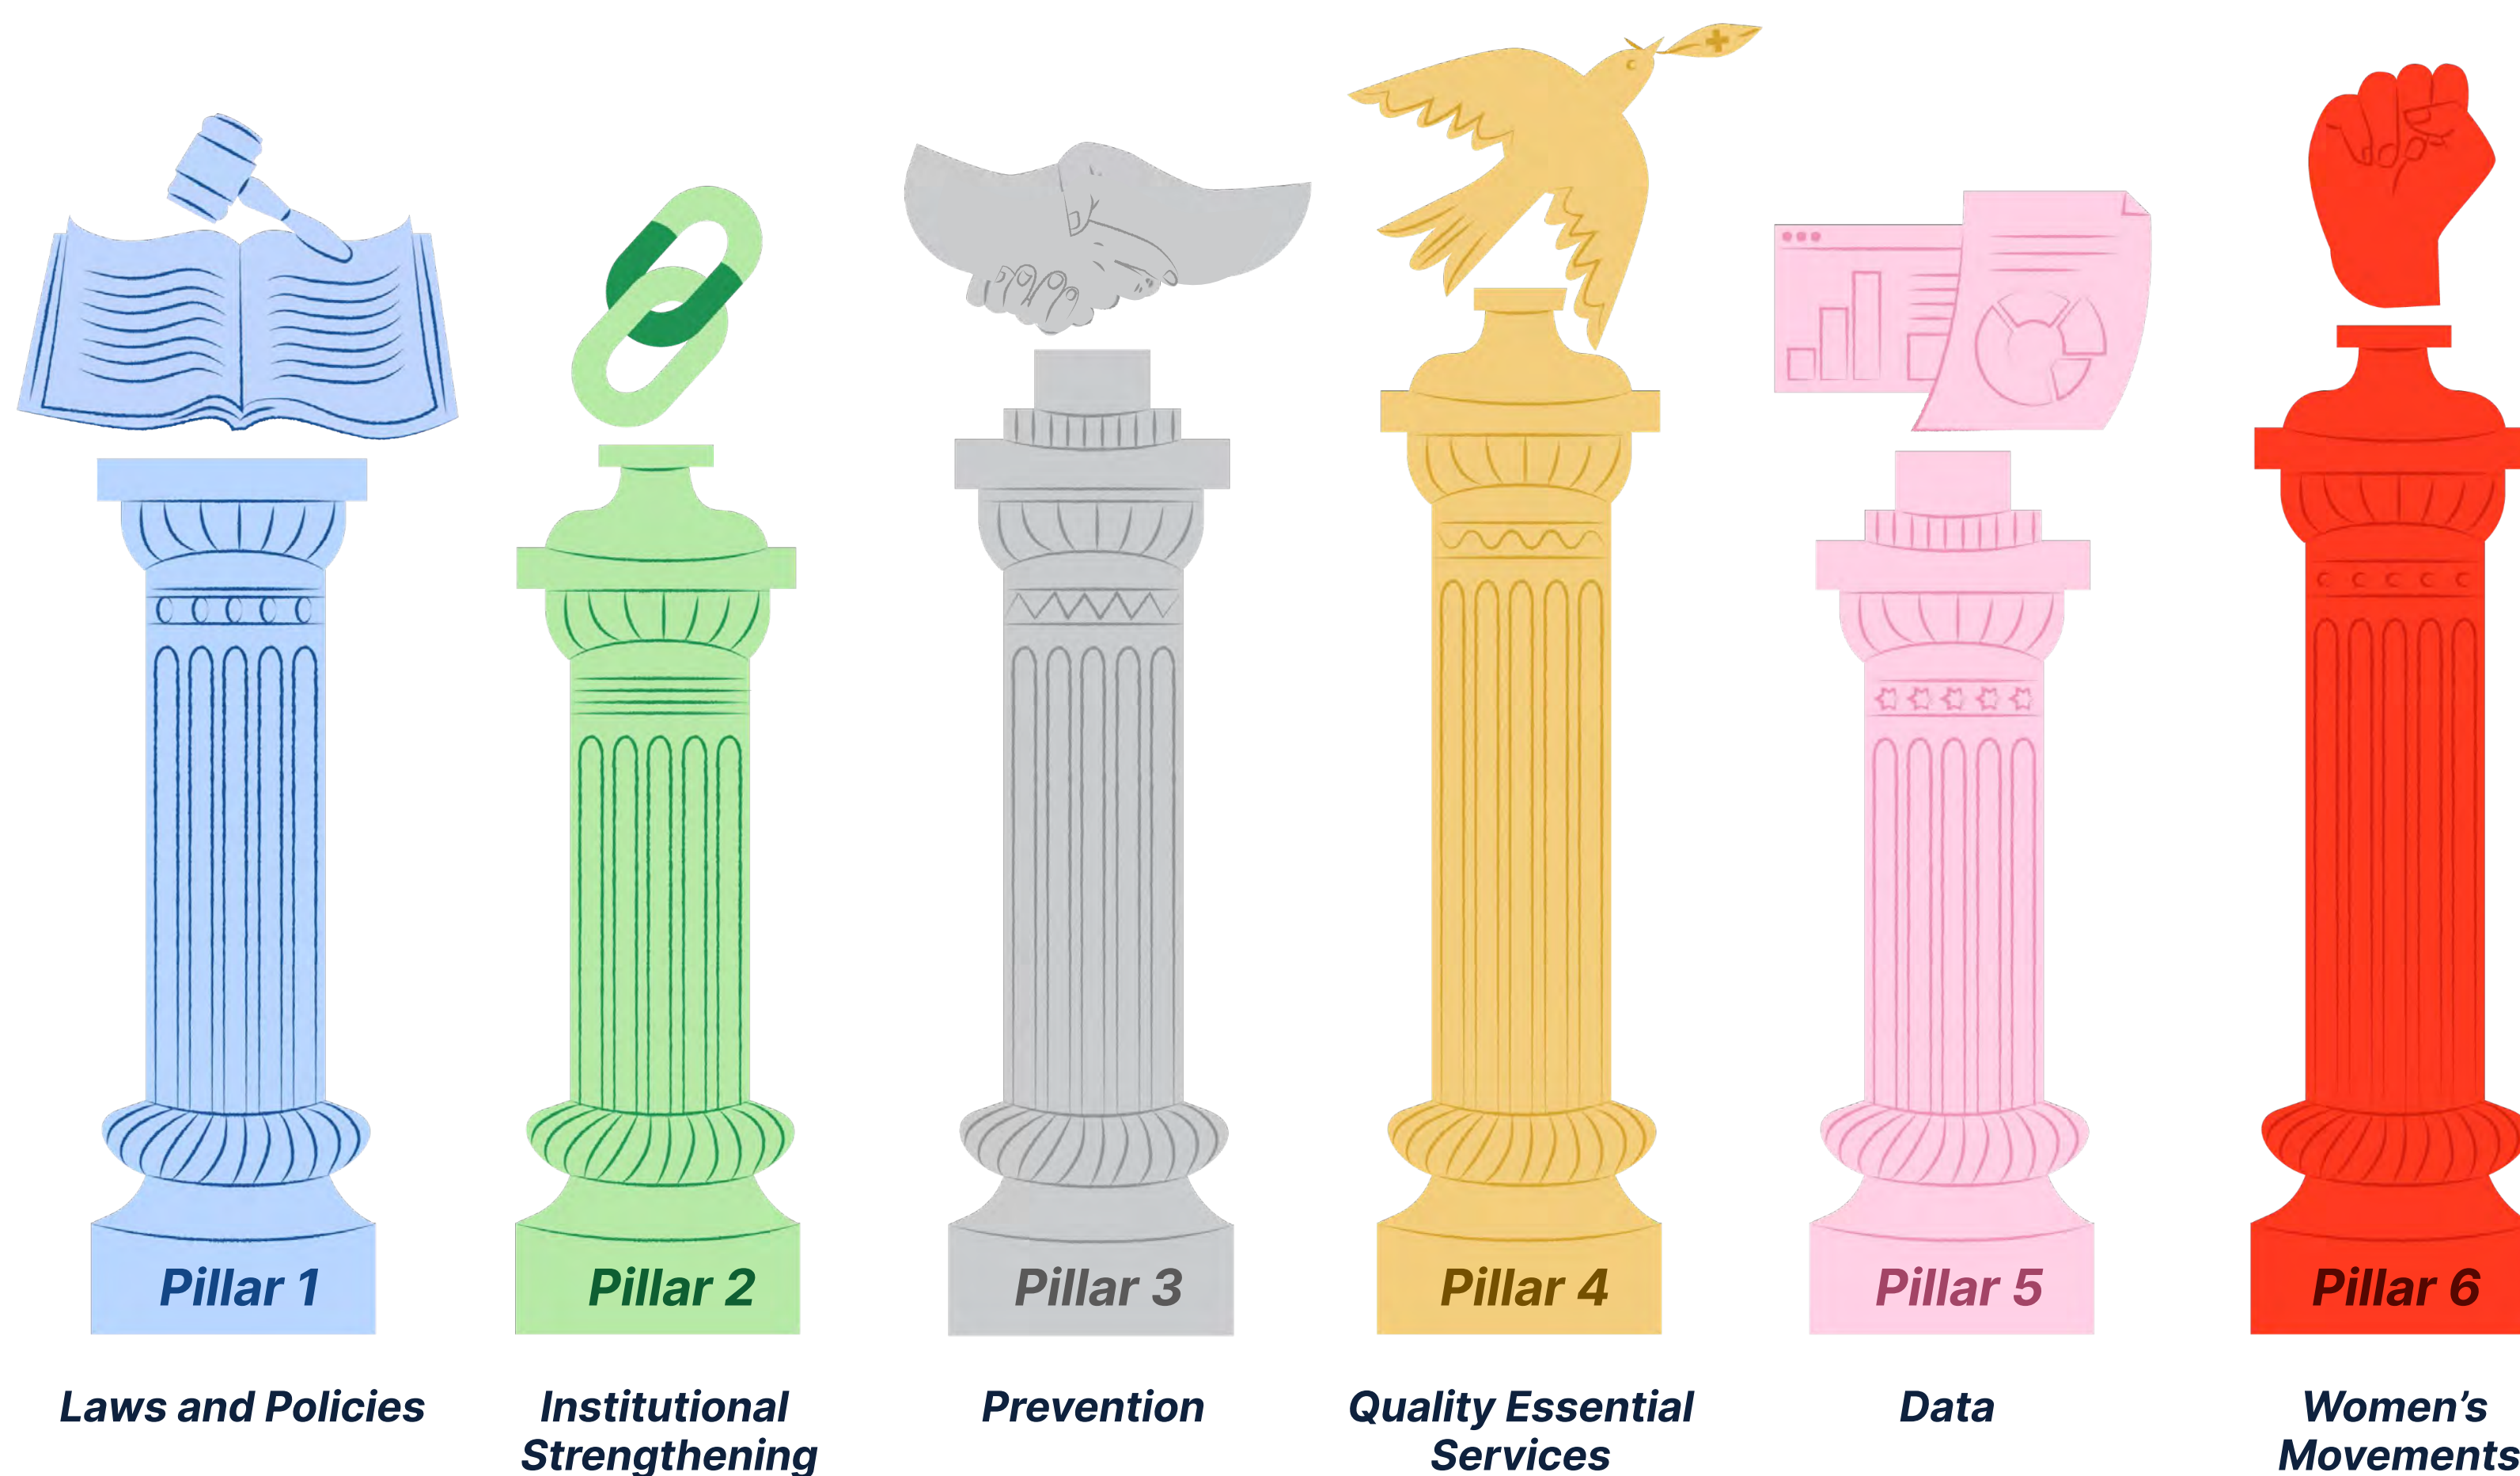 Pillar 1
Pillar 2
Pillar 3
Pillar 4
Pillar 5
Pillar 6
Laws and Policies
Institutional
Strengthening
Prevention
Quality Essential
Services
Data
Women’s
Movements